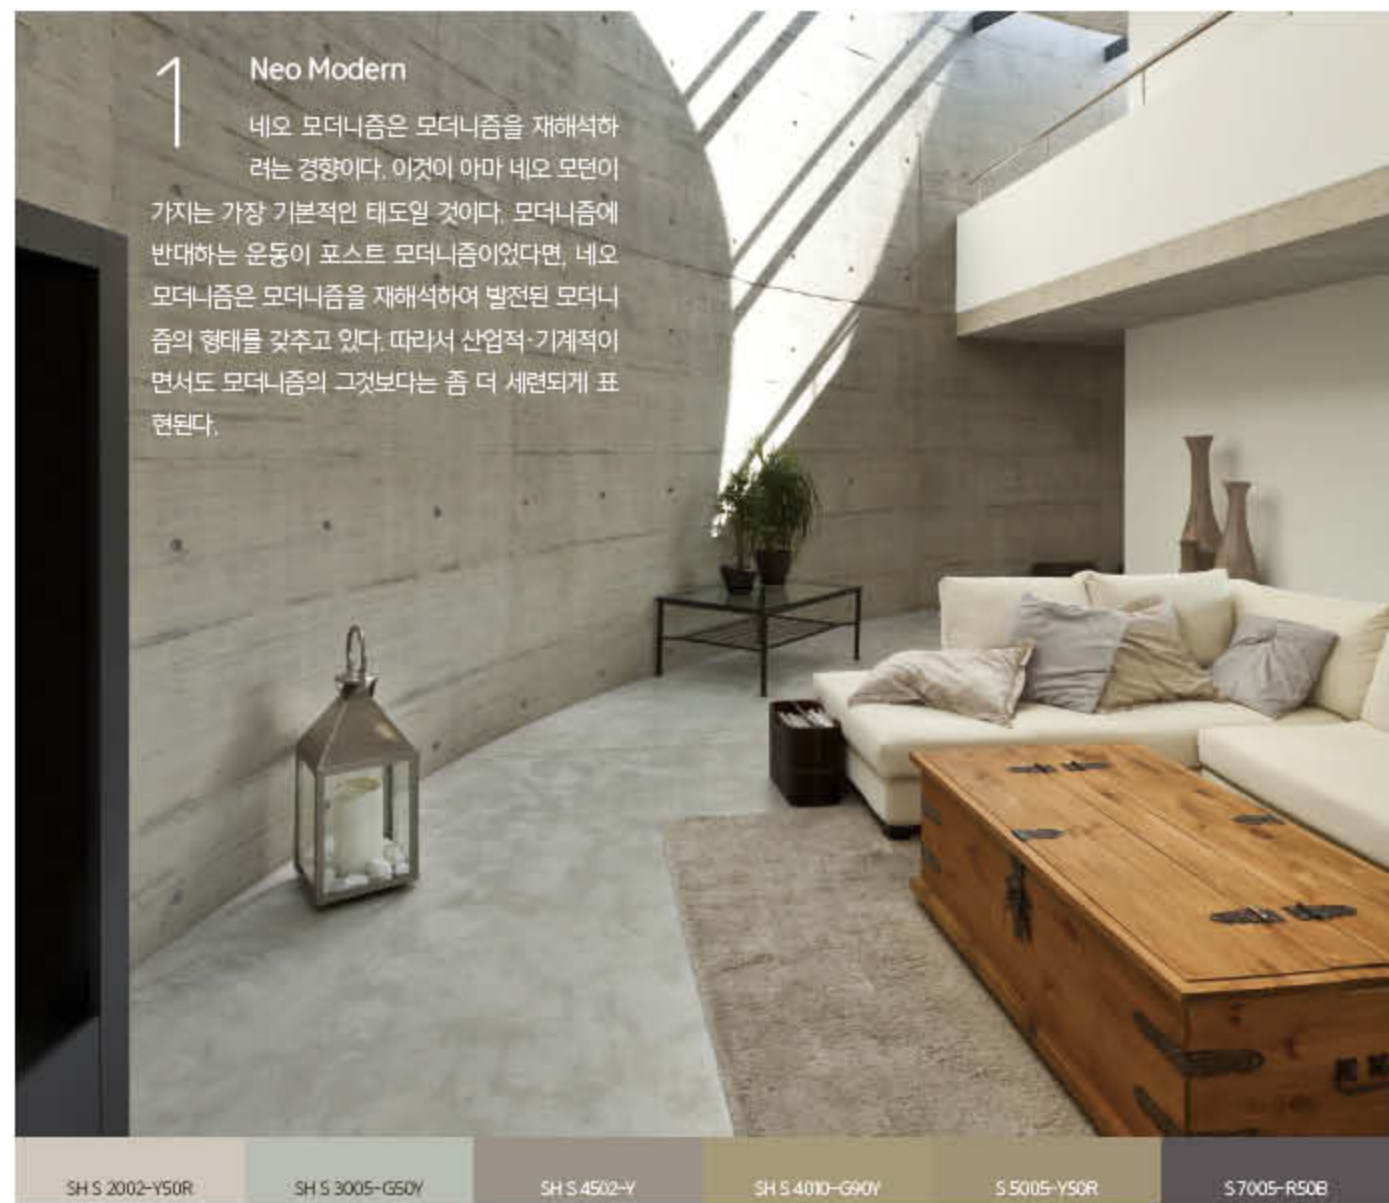 1
Neo Modern
네오 모더니즘은 모더니즘을 재해석하
려는 경향이다. 이것이 아마 네오 모던이
가지는 가장 기본적인 태도일 것이다. 모더니즘에
반대하는 운동이 포스트 모더니즘이었다면, 네오
모더니즘은 모더니즘을 재해석하여 발전된 모더니
즘의 형태를 갖추고 있다. 따라서 산업적·기계적이
면서도 모더니즘의 그것보다는 좀 더 세련되게 표
현된다.
SH S 2002-Y50R
SH S 3005-G50Y
SH S 4502-Y
SH S 4010-G90Y
S 5005-Y50R
S 7005-R50B